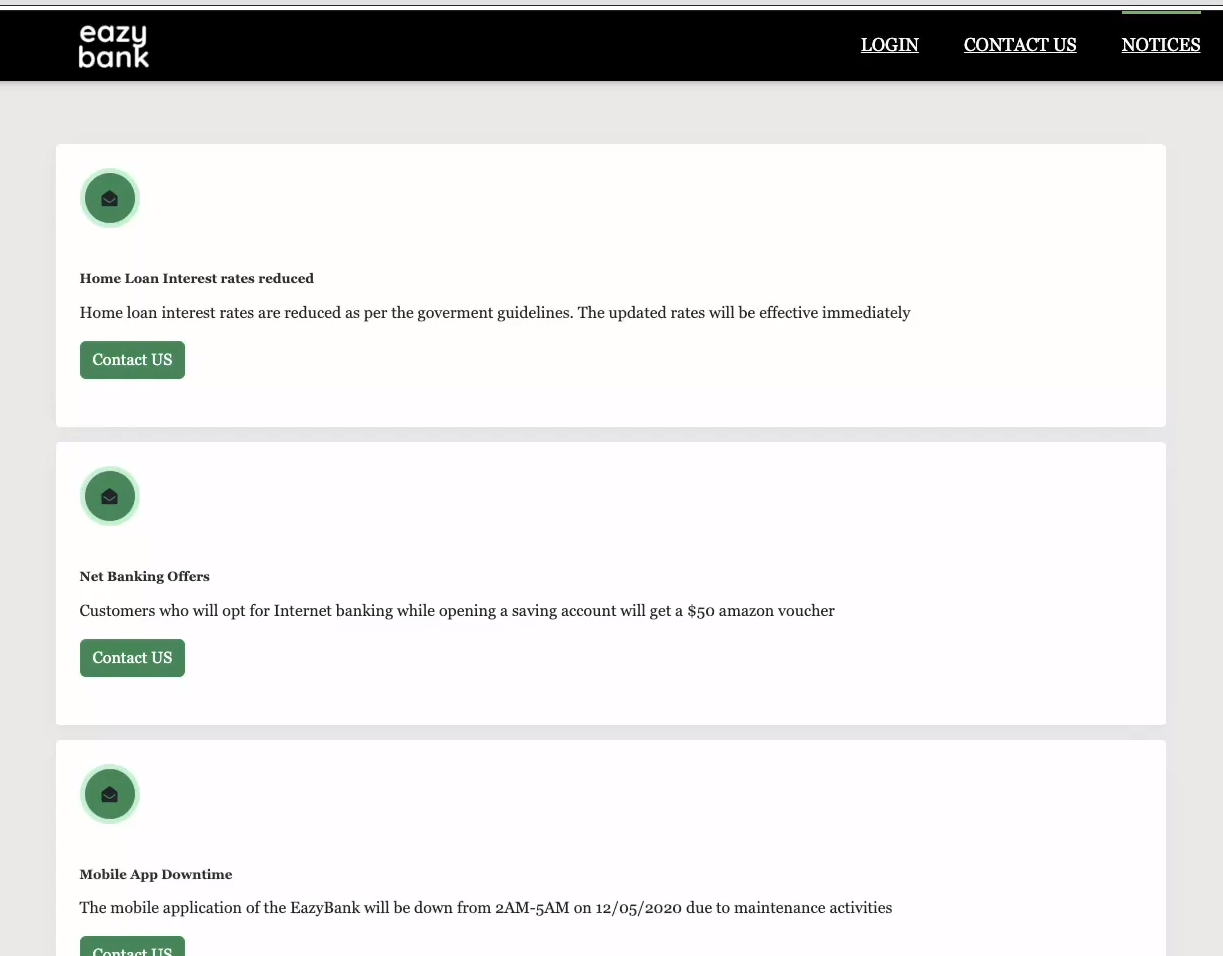 eazy
bank
LOGIN CONTACT US NOTICES
Home Loan Interest rates reduced
Home loan interest rates are reduced as per the goverment guidelines. The updated rates will be effective immediately
Contact US
Net Banking Offers
Customers who will opt for Internet banking while opening a saving account will get a $50 amazon voucher
Contact US
Mobile App Downtime
The mobile application of the EazyBank will be down from 2AM-5AM on 12/05/2020 due to maintenance activities
Contact US